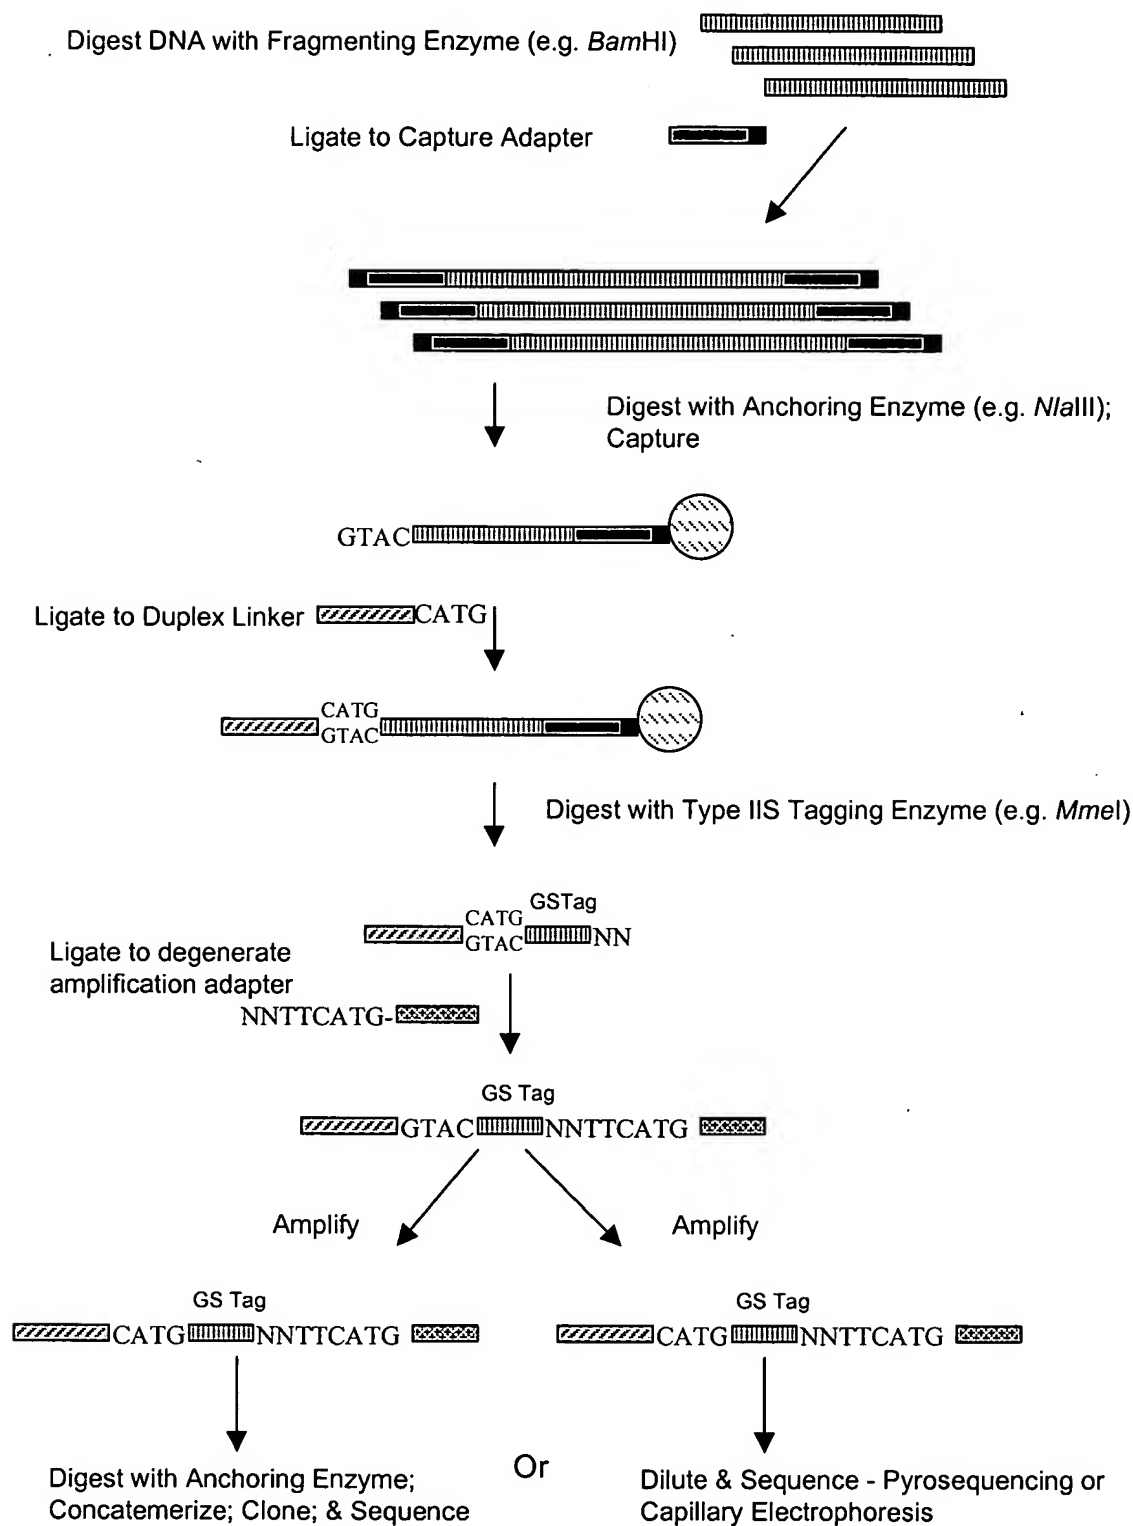 Digest DNA with Fragmenting Enzyme (e.g. BamHI)
Ligate to Capture Adapter
Digest with Anchoring Enzyme (e.g. NlaIII);
Capture
GTAC
Ligate to Duplex Linker
CATG
CATG
GTAC
Digest with Type IIS Tagging Enzyme (e.g. MmeI)
GSTag
CATG
GTAC
NN
Ligate to degenerate
amplification adapter
NNTTCATG-
GS Tag
GTAC
NNTTCATG
Amplify
Amplify
GS Tag
CATG
NNTTCATG
GS Tag
CATG
NNTTCATG
Digest with Anchoring Enzyme;
Concatemerize; Clone; & Sequence
Or
Dilute & Sequence - Pyrosequencing or
Capillary Electrophoresis